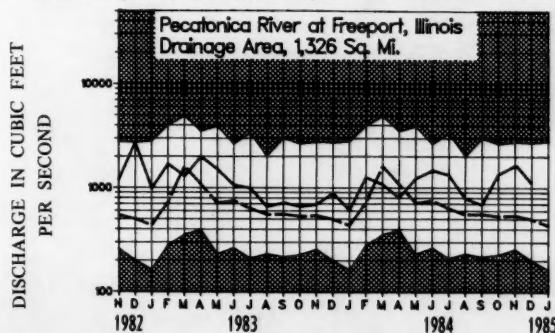 Pecatonica River at Freeport, Illinois
Drainage Area, 1,326 Sq. Mi.
DISCHARGE IN CUBIC FEET
PER SECOND
10000
1000
100
N D J F M A M J J A S O N D J F M A M J J A S O N D J
1982 1983 1984 1985